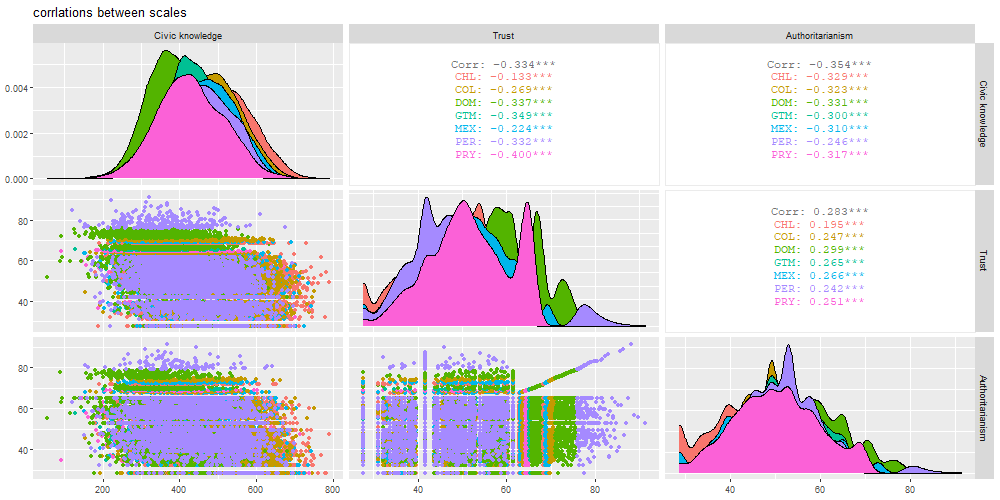 corrlations between scales
Civic knowledge
Trust
Authoritarianism
0.004
0.002
0.000
Corr: -0.334***
CHL: -0.133***
COL: -0.269***
DOM: -0.337***
GTM: -0.349***
MEX: -0.224***
PER: -0.332***
PRY: -0.400***
Corr: -0.354***
CHL: -0.329***
COL: -0.323***
DOM: -0.331***
GTM: -0.300***
MEX: -0.310***
PER: -0.246***
PRY: -0.317***
Civic knowledge
80
60
40
Corr: 0.283***
CHL: 0.195***
COL: 0.247***
DOM: 0.299***
GTM: 0.265***
MEX: 0.266***
PER: 0.242***
PRY: 0.251***
Trust
80
60
40
Authoritarianism
200
400
600
800
40
60
80
40
60
80